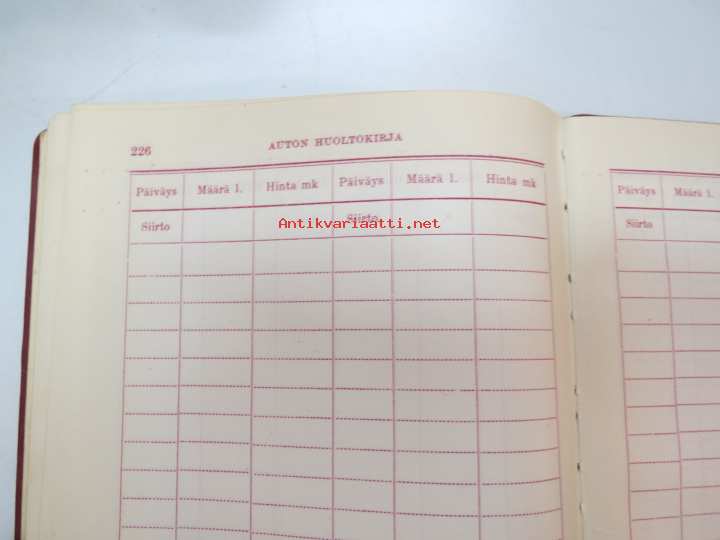 226
AUTON HUOLTOKIRJA
Päiväys Määrä l. Hinta mk Päiväys Määrä l. Hinta mk
Siirto Siirto
Antikvariaatti.net
Päiväys Määrä l.
Siirto